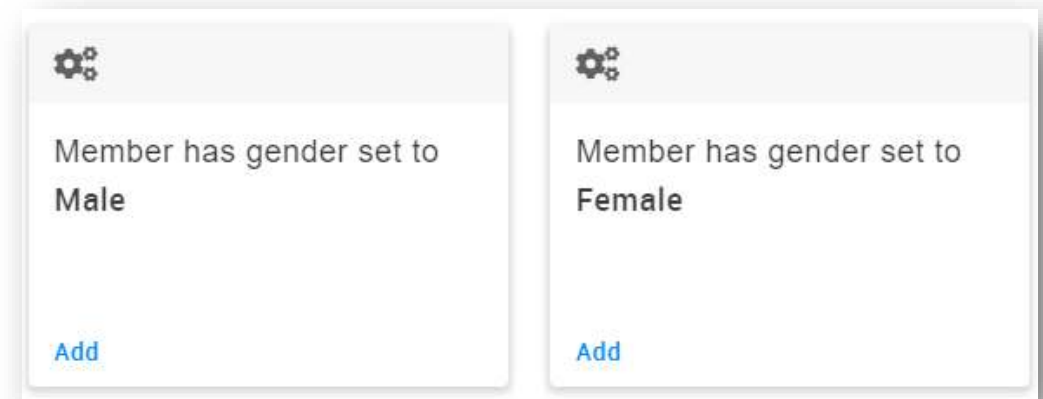 Member has gender set to
Male
Add
Member has gender set to
Female
Add